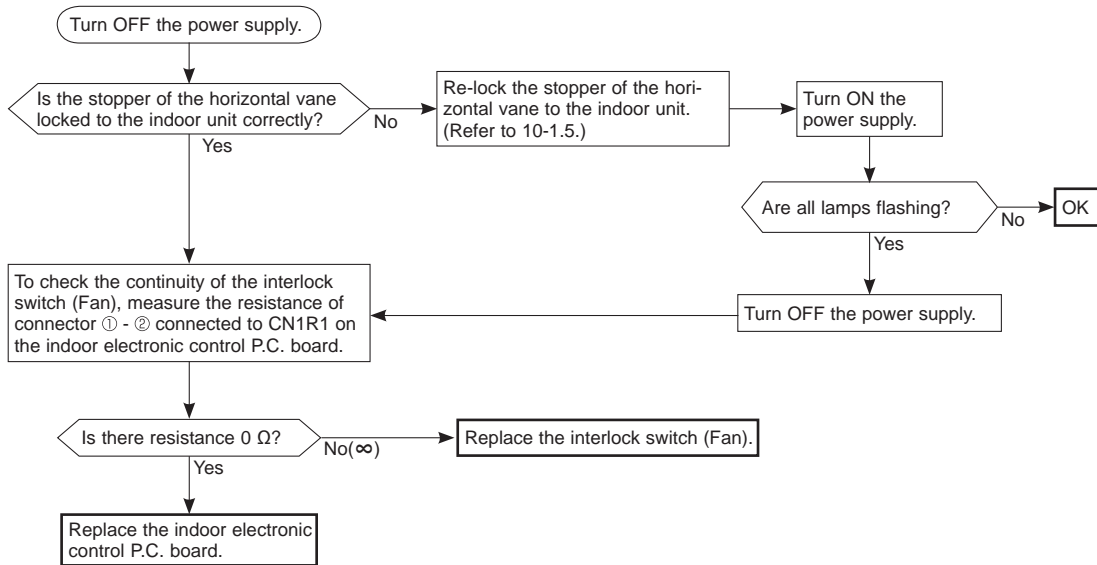 Turn OFF the power supply.
Is the stopper of the horizontal vane
locked to the indoor unit correctly?
No
Yes
Re-lock the stopper of the hori-
zontal vane to the indoor unit.
(Refer to 10-1.5.)
Turn ON the
power supply.
Are all lamps flashing?
No
OK
Yes
Turn OFF the power supply.
To check the continuity of the interlock
switch (Fan), measure the resistance of
connector ① - ② connected to CN1R1 on
the indoor electronic control P.C. board.
Is there resistance 0 Ω?
No(∞)
Replace the interlock switch (Fan).
Yes
Replace the indoor electronic
control P.C. board.